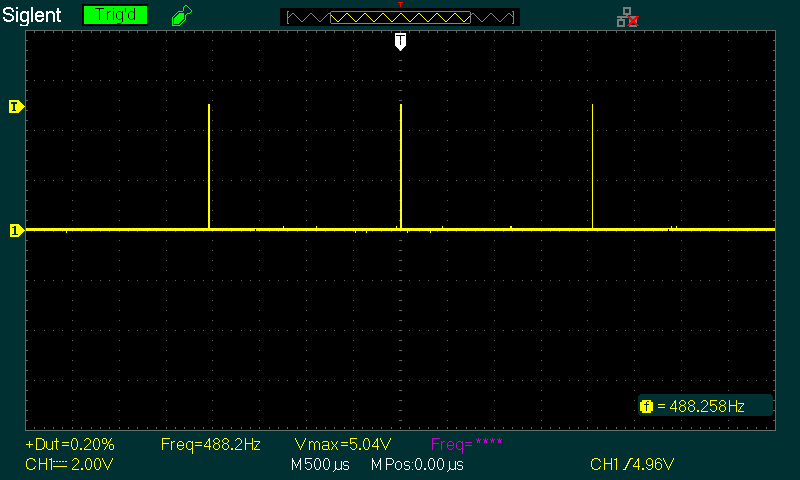 Siglent Trig'd
T
T
T
1
f = 488.258Hz
+Dut=0.20% Freq=488.2Hz Vmax=5.04V Freq=****
CH1 2.00V M500µs MPos:0.00µs CH1 4.96V